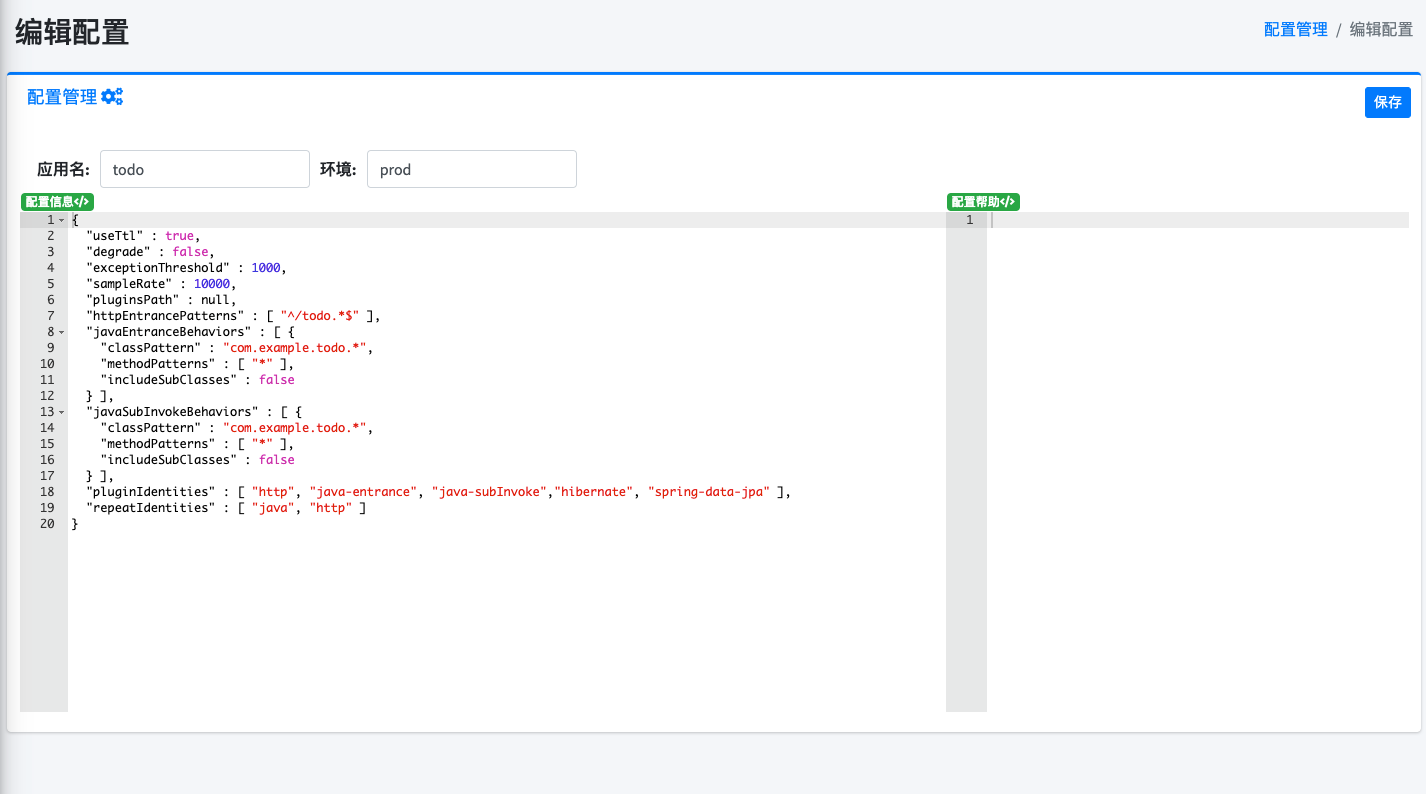 编辑配置
配置管理 / 编辑配置
配置管理
保存
应用名: todo 环境: prod
配置信息</>
1 {
2 "useTtl" : true,
3 "degrade" : false,
4 "exceptionThreshold" : 1000,
5 "sampleRate" : 10000,
6 "pluginsPath" : null,
7 "httpEntrancePatterns" : [ "^/todo.*$" ],
8 "javaEntranceBehaviors" : [ {
9 "classPattern" : "com.example.todo.*",
10 "methodPatterns" : [ "*" ],
11 "includeSubClasses" : false
12 } ],
13 "javaSubInvokeBehaviors" : [ {
14 "classPattern" : "com.example.todo.*",
15 "methodPatterns" : [ "*" ],
16 "includeSubClasses" : false
17 } ],
18 "pluginIdentities" : [ "http", "java-entrance", "java-subInvoke","hibernate", "spring-data-jpa" ],
19 "repeatIdentities" : [ "java", "http" ]
20 }
配置帮助</>
1